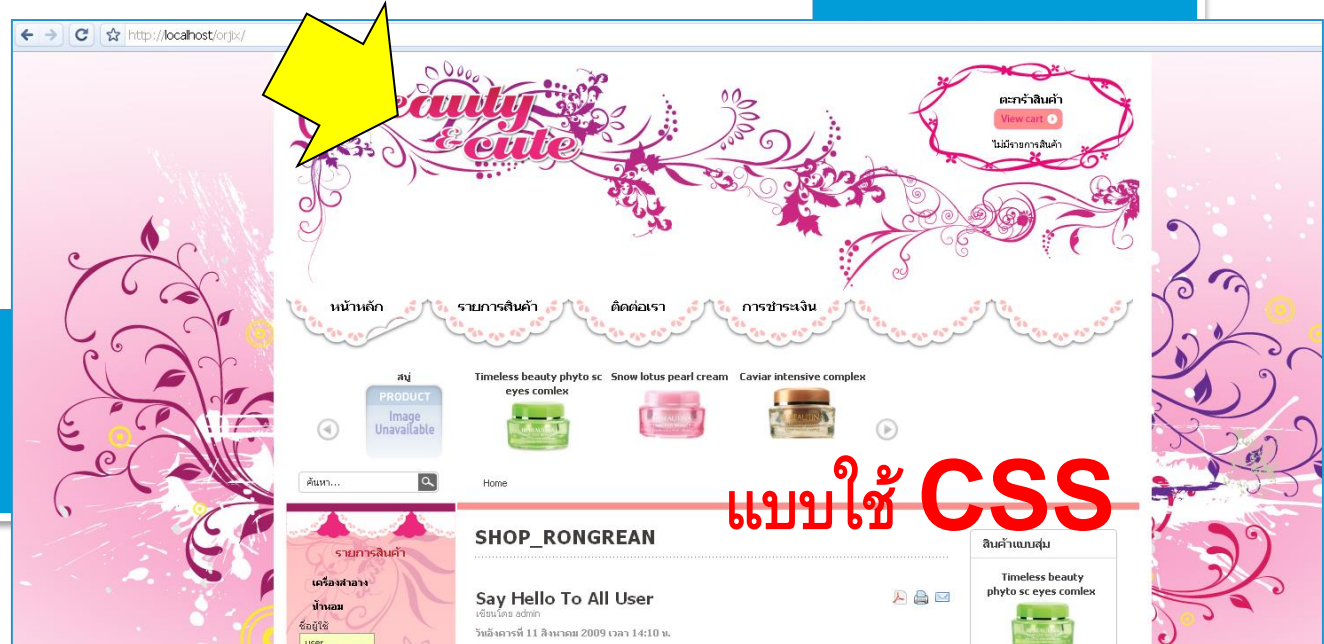 http://localhost/orjix/
eauty
& cute
ตะกร้าสินค้า
View cart
ไม่มีรายการสินค้า
หน้าหลัก
รายการสินค้า
ติดต่อเรา
การชำระเงิน
สบู่
PRODUCT
Image
Unavailable
Timeless beauty phyto sc
eyes comlex
Snow lotus pearl cream
Caviar intensive complex
ค้นหา...
Home
แบบใช้ CSS
รายการสินค้า
เครื่องสำอาง
น้ำหอม
ชื่อผู้ใช้
user
SHOP_RONGREAN
Say Hello To All User
เขียนโดย admin
วันอังคารที่ 11 สิงหาคม 2009 เวลา 14:10 น.
สินค้าแบบสุ่ม
Timeless beauty
phyto sc eyes comlex